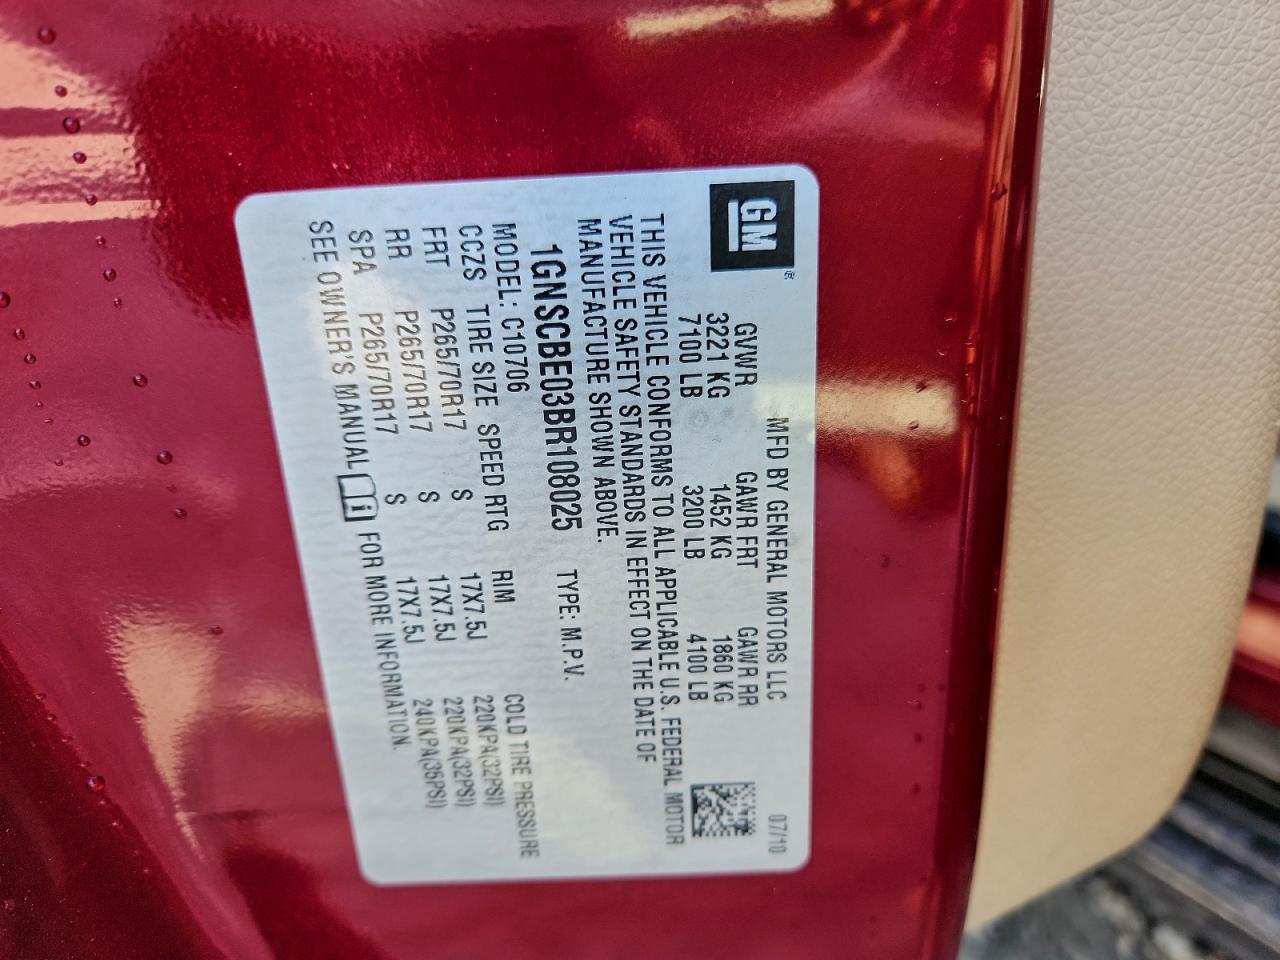 GM
MFD BY GENERAL MOTORS LLC 07/10
GVWR GAWR FRT GAWR RR
3221 KG 1452 KG 1860 KG
7100 LB 3200 LB 4100 LB
THIS VEHICLE CONFORMS TO ALL APPLICABLE U.S. FEDERAL MOTOR
VEHICLE SAFETY STANDARDS IN EFFECT ON THE DATE OF
MANUFACTURE SHOWN ABOVE.
1GNSCBE03BR108025 TYPE: M.P.V.
MODEL: C10706
CCZS TIRE SIZE SPEED RTG RIM COLD TIRE PRESSURE
FRT P265/70R17 S 17X7.5J 220KPA(32PSI)
RR P265/70R17 S 17X7.5J 220KPA(32PSI)
SPA P265/70R17 S 17X7.5J 240KPA(35PSI)
SEE OWNER'S MANUAL i FOR MORE INFORMATION.